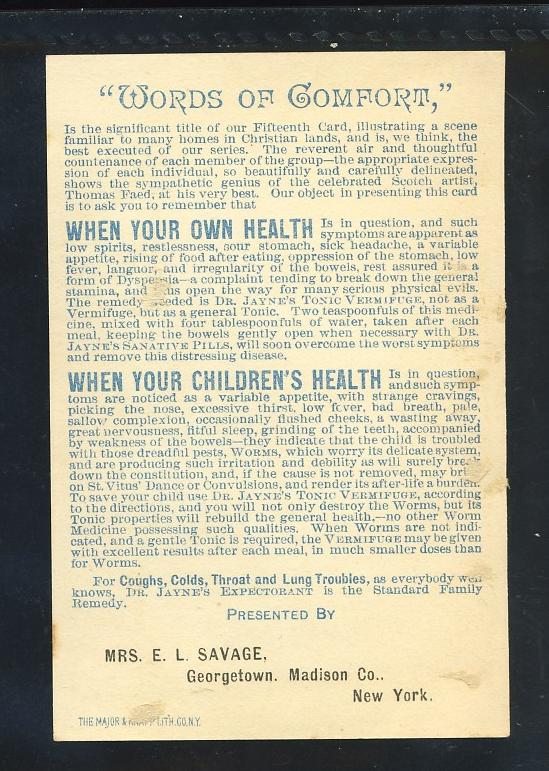 “WORDS OF COMFORT,”
Is the significant title of our Fifteenth Card, illustrating a scene
familiar to many homes in Christian lands, and is, we think, the
best executed of our series. The reverent air and thoughtful
countenance of each member of the group—the appropriate expres-
sion of each individual, so beautifully and carefully delineated,
shows the sympathetic genius of the celebrated Scotch artist,
Thomas Faed, at his very best. Our object in presenting this card
is to ask you to remember that
WHEN YOUR OWN HEALTH Is in question, and such
symptoms are apparent as
low spirits, restlessness, sour stomach, sick headache, a variable
appetite, rising of food after eating, oppression of the stomach, low
fever, languor, and irregularity of the bowels, rest assured it is a
form of Dyspepsia—a complaint tending to break down the general
stamina, and us open the way for many serious physical evils.
The remedy needed is DR. JAYNE'S TONIC VERMIFUGE, not as a
Vermifuge, but as a general Tonic. Two teaspoonfuls of this medi-
cine, mixed with four tablespoonfuls of water, taken after each
meal, keeping the bowels gently open when necessary with DR.
JAYNE'S SANATIVE PILLS, will soon overcome the worst symptoms
and remove this distressing disease.
WHEN YOUR CHILDREN'S HEALTH Is in question,
and such symp-
toms are noticed as a variable appetite, with strange cravings,
picking the nose, excessive thirst, low fever, bad breath, pale,
sallow complexion, occasionally flushed cheeks, a wasting away,
great nervousness, fitful sleep, grinding of the teeth, accompanied
by weakness of the bowels—they indicate that the child is troubled
with those dreadful pests, WORMS, which worry its delicate system,
and are producing such irritation and debility as will surely break
down the constitution, and, if the cause is not removed, may bri
on St. Vitus' Dance or Convulsions, and render its after-life a burden.
To save your child use DR. JAYNE'S TONIC VERMIFUGE, according
to the directions, and you will not only destroy the Worms, but its
Tonic properties will rebuild the general health,—no other Worm
Medicine possessing such qualities. When Worms are not indi-
cated, and a gentle Tonic is required, the VERMIFUGE may be given
with excellent results after each meal, in much smaller doses than
for Worms.
For Coughs, Colds, Throat and Lung Troubles, as everybody well
knows, DR. JAYNE'S EXPECTORANT is the Standard Family
Remedy.
PRESENTED BY
MRS. E. L. SAVAGE,
Georgetown. Madison Co..
New York.
THE MAJOR & KNAPP LITH. CO. N.Y.